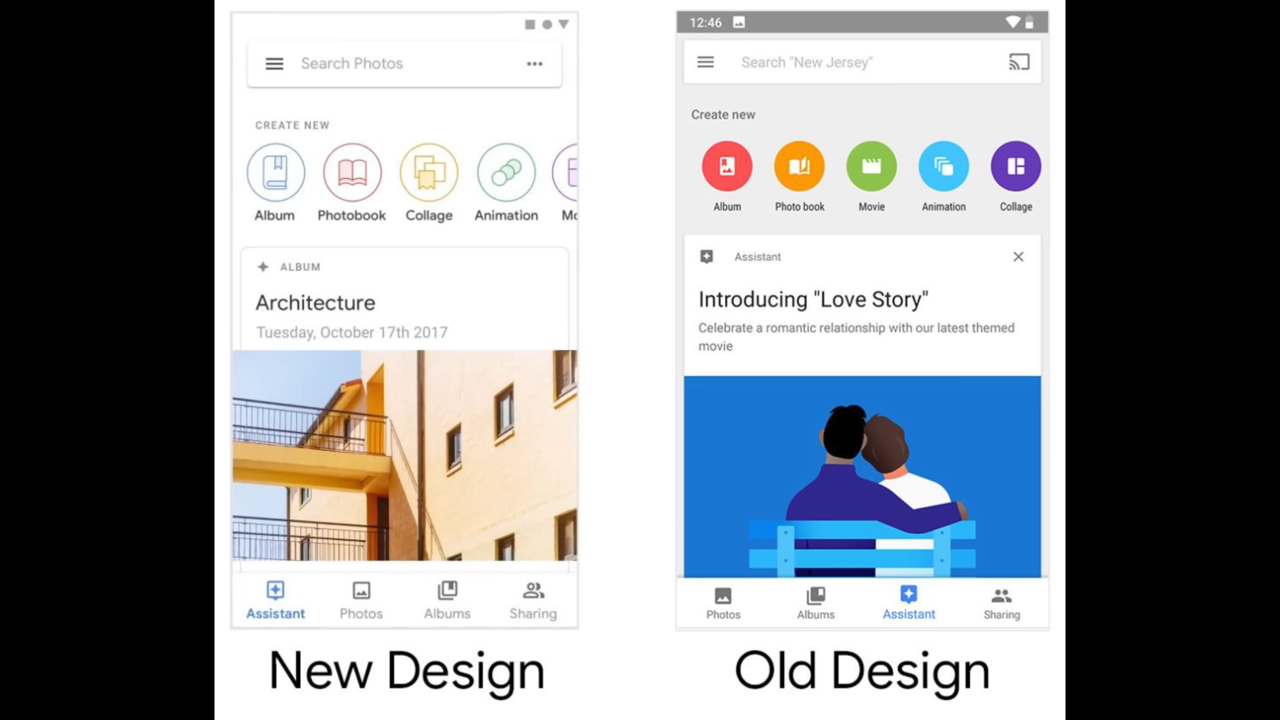 Search Photos
CREATE NEW
Album Photobook Collage Animation Mo
ALBUM
Architecture
Tuesday, October 17th 2017
Assistant Photos Albums Sharing
New Design
12:46
Search "New Jersey"
Create new
Album Photo book Movie Animation Collage
Assistant
Introducing "Love Story"
Celebrate a romantic relationship with our latest themed
movie
Photos Albums Assistant Sharing
Old Design